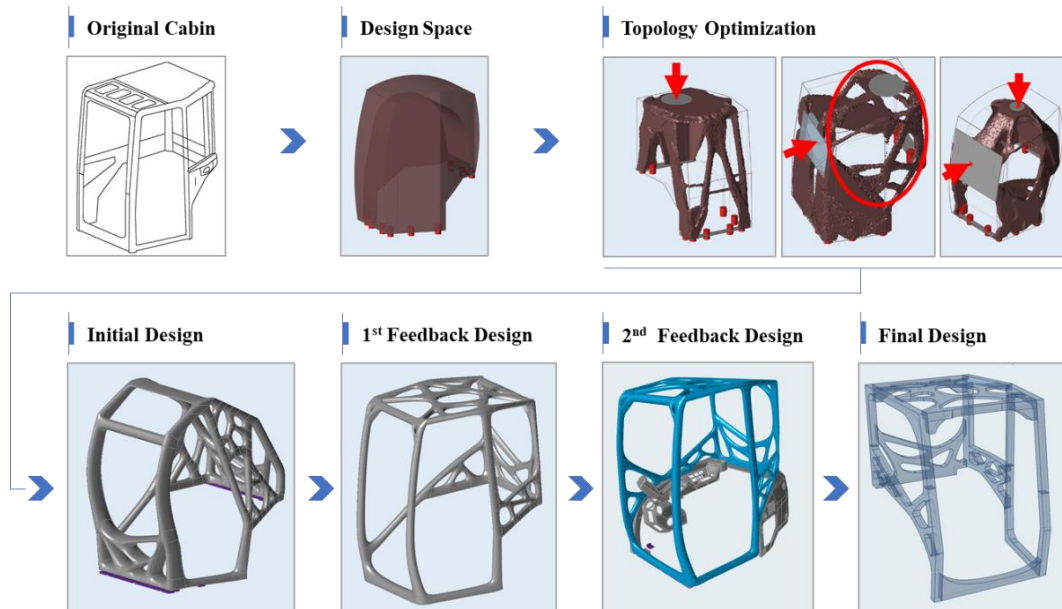 Original Cabin
Design Space
Topology Optimization
Initial Design
1st Feedback Design
2nd Feedback Design
Final Design